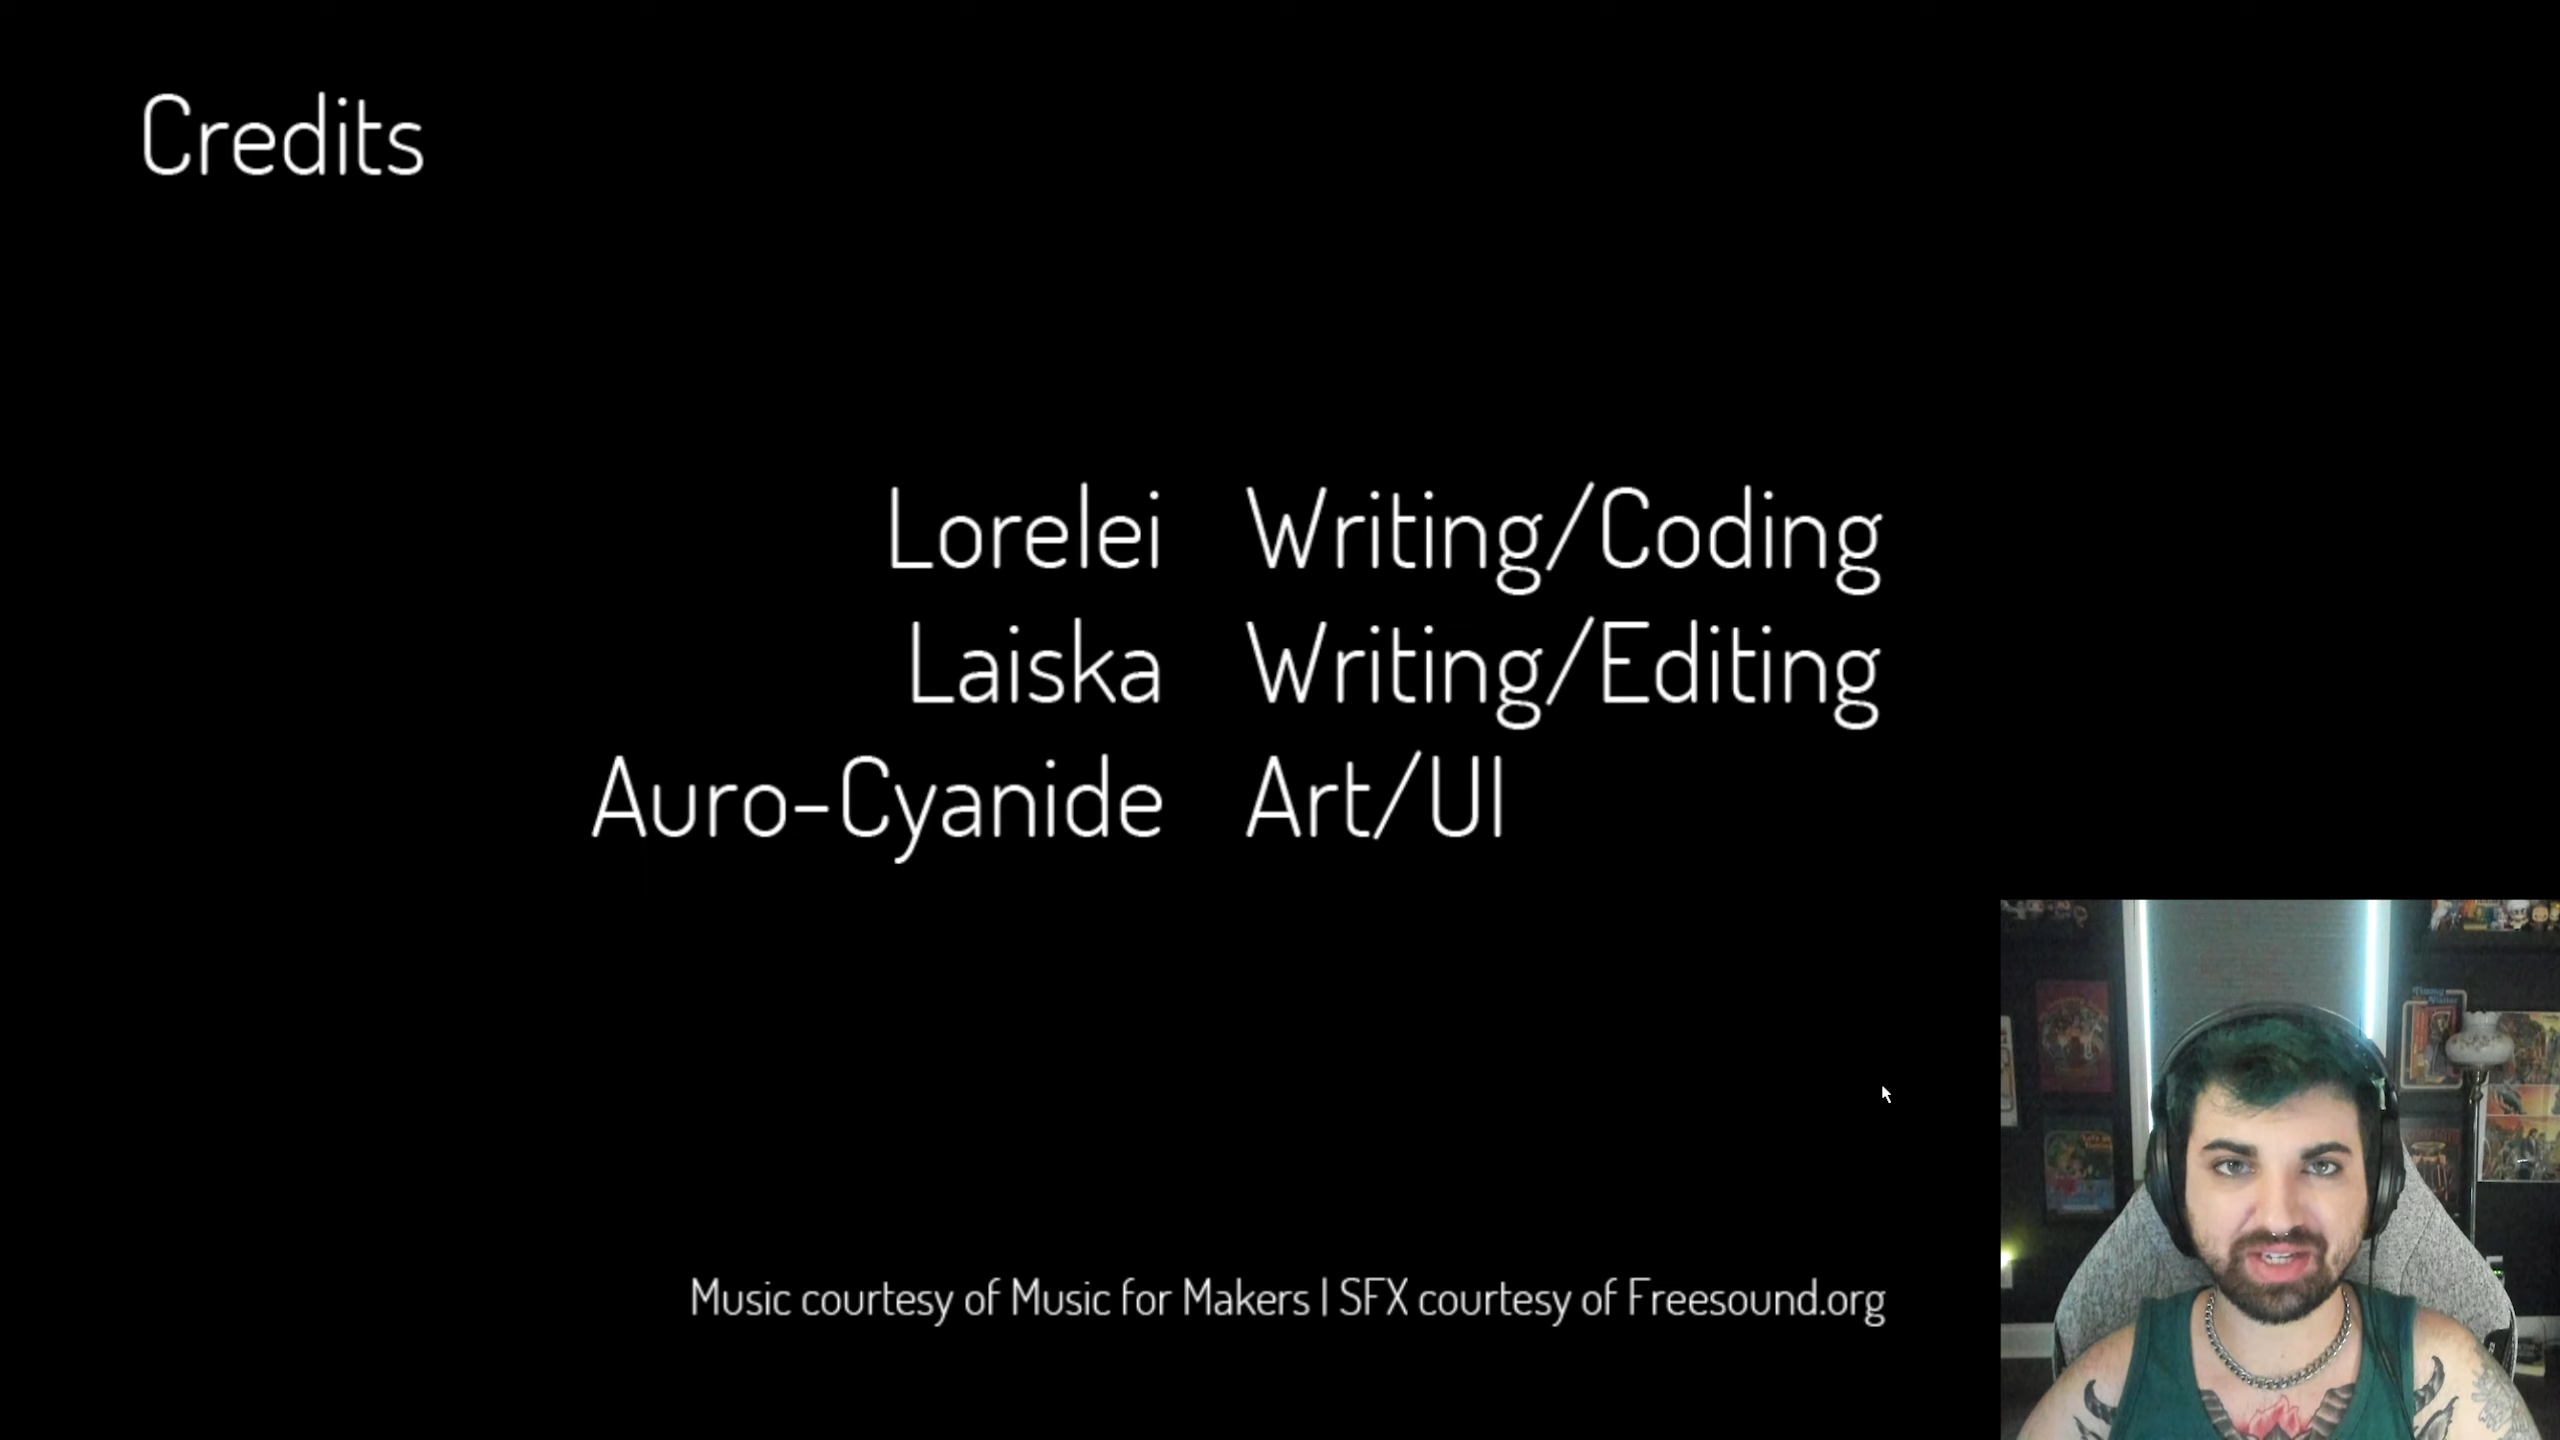 Credits
Lorelei Writing/Coding
Laiska Writing/Editing
Auro-Cyanide Art/UI
Music courtesy of Music for Makers | SFX courtesy of Freesound.org